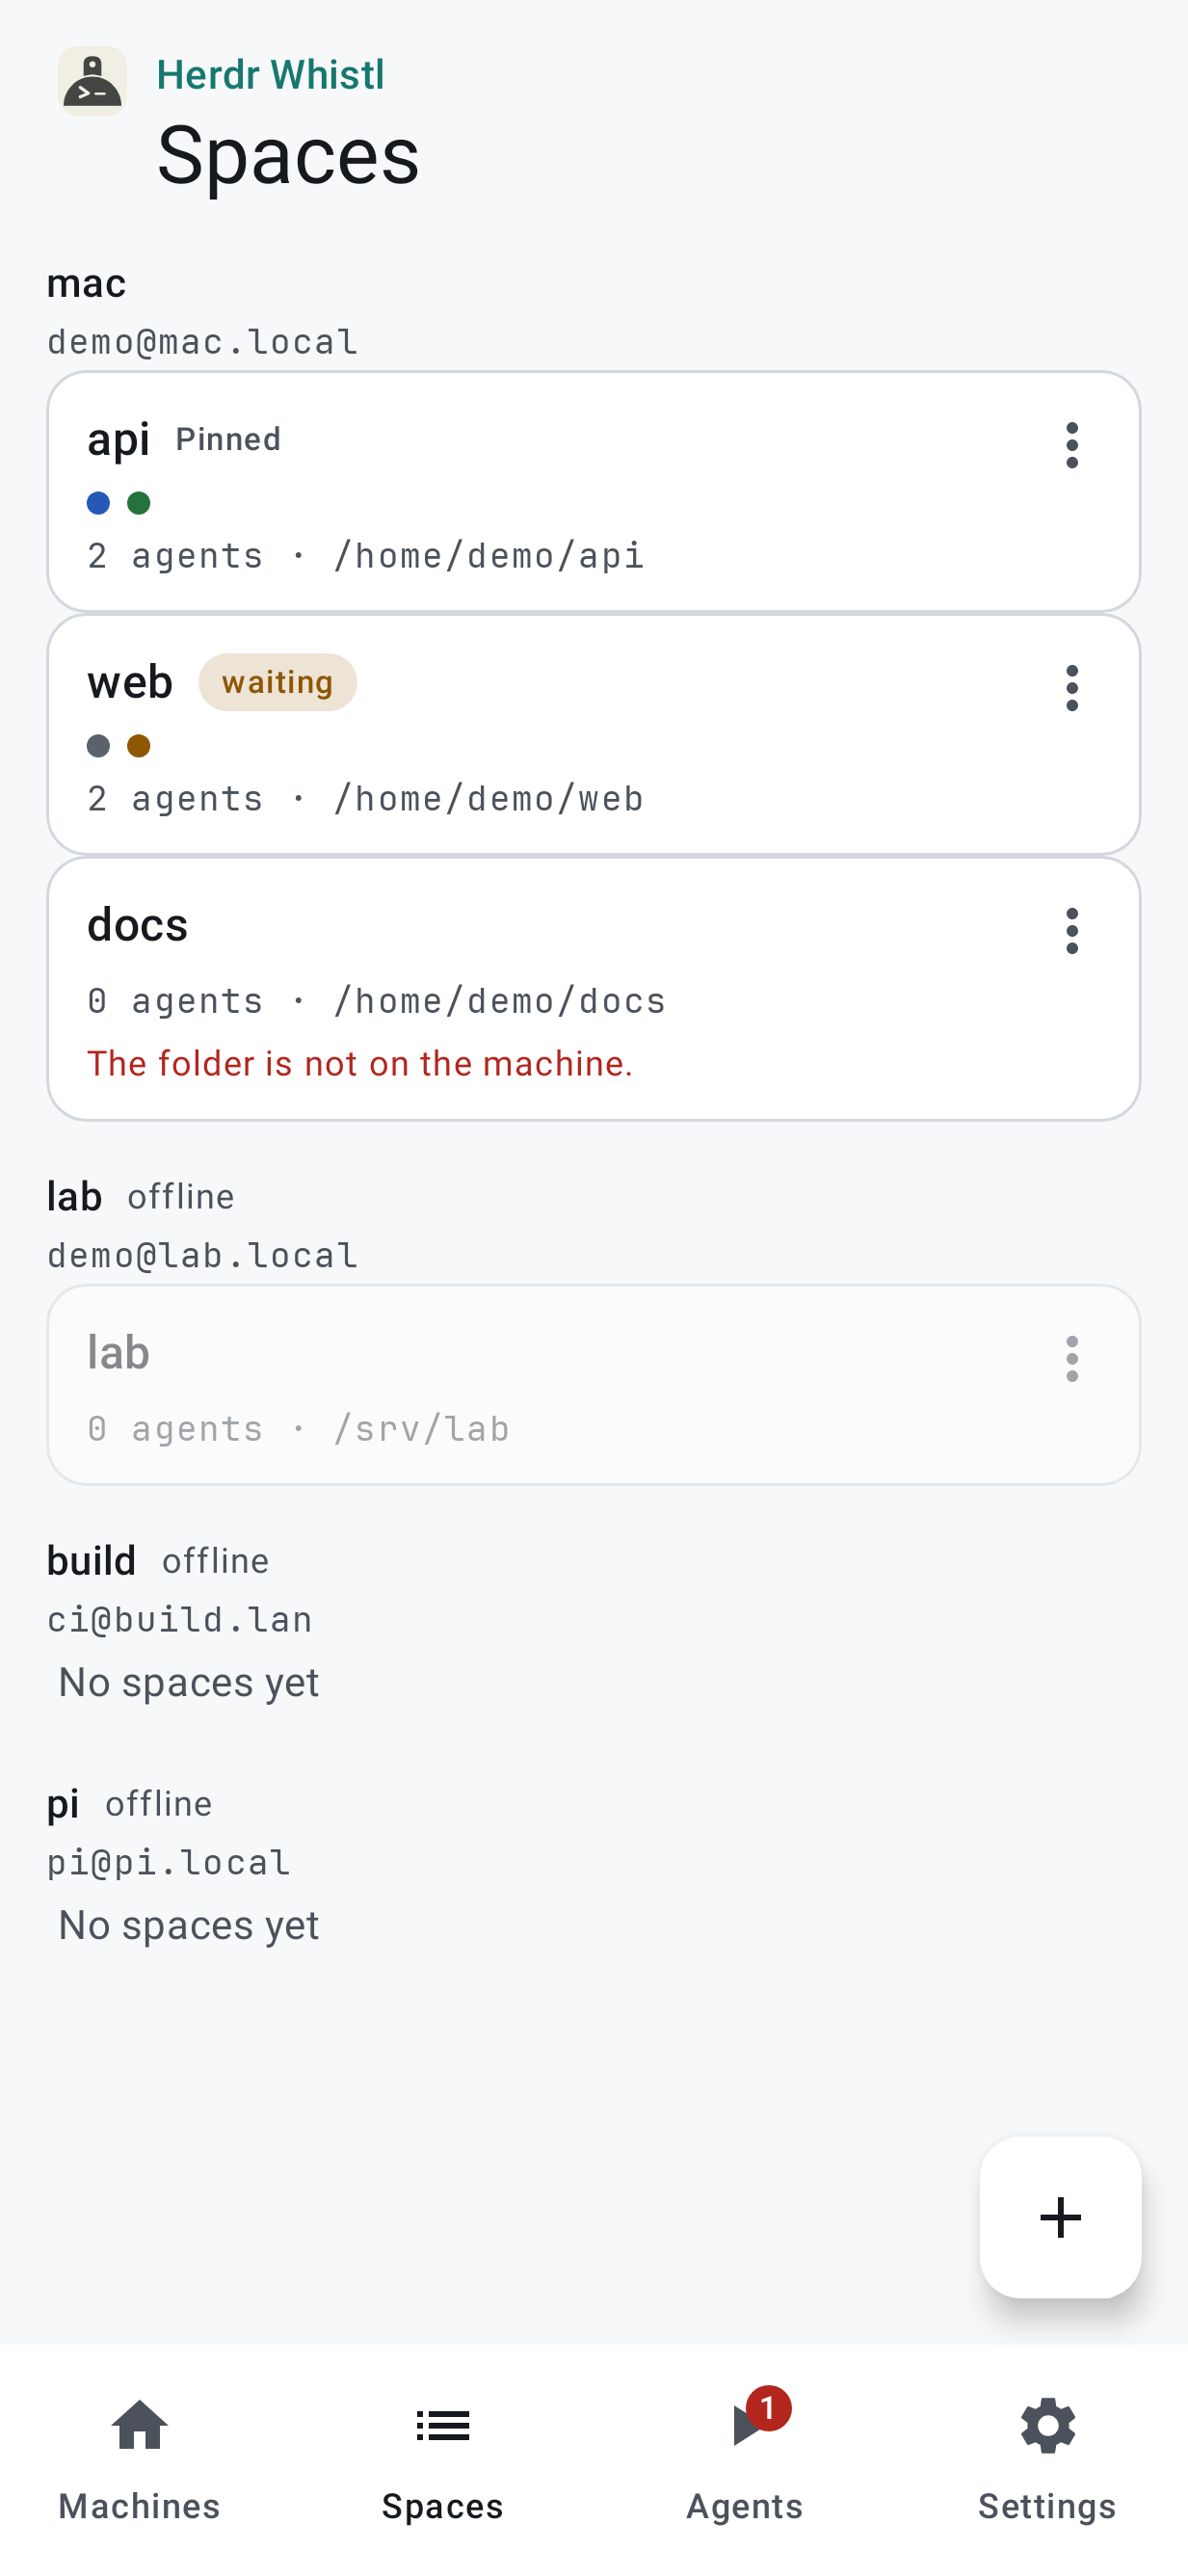 Herdr Whistl
Spaces
mac
demo@mac.local
api Pinned
2 agents · /home/demo/api
web waiting
2 agents · /home/demo/web
docs
0 agents · /home/demo/docs
The folder is not on the machine.
lab offline
demo@lab.local
lab
0 agents · /srv/lab
build offline
ci@build.lan
No spaces yet
pi offline
pi@pi.local
No spaces yet
1
Machines Spaces Agents Settings